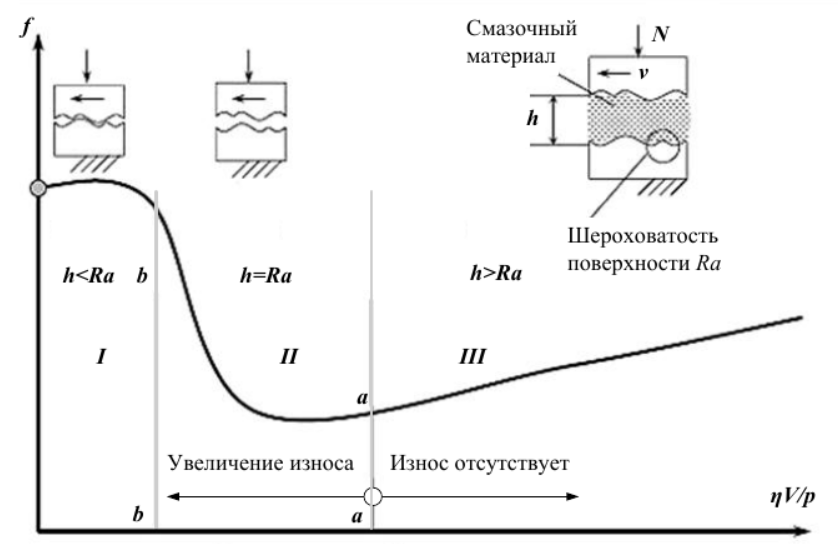 f
Смазочный
материал
N
v
h
Шероховатость
поверхности Ra
h<Ra
b
h=Ra
h>Ra
I
II
III
a
Увеличение износа
Износ отсутствует
ηV/p
b
a